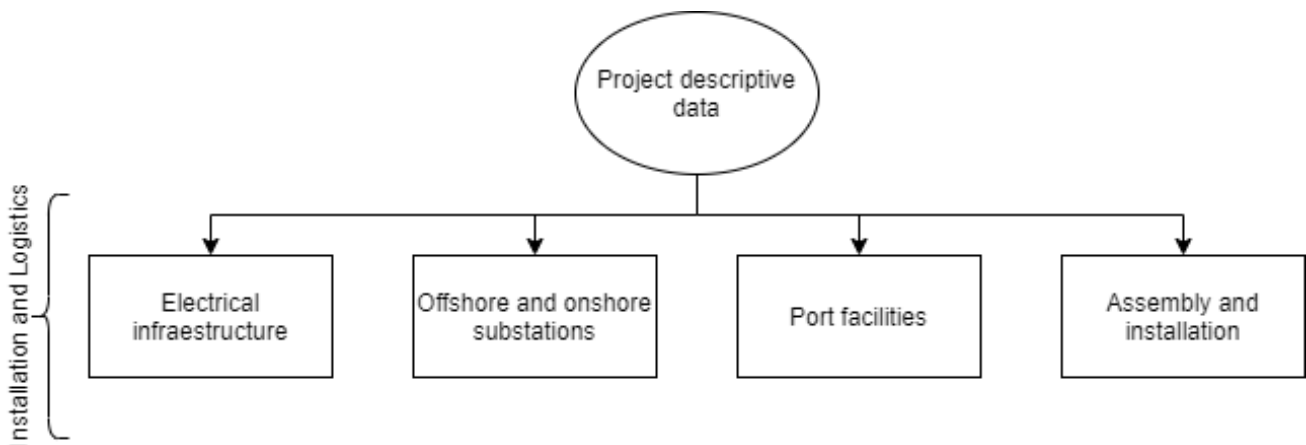 Project descriptive
data
Installation and Logistics
Electrical
infraestructure
Offshore and onshore
substations
Port facilities
Assembly and
installation